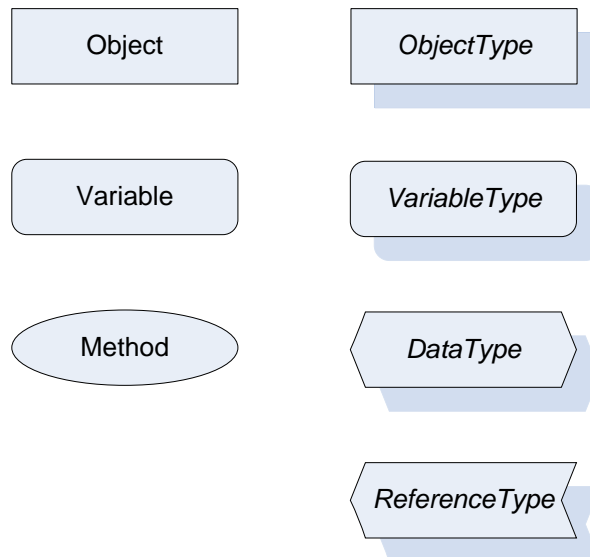 Object
ObjectType
Variable
VariableType
Method
DataType
ReferenceType